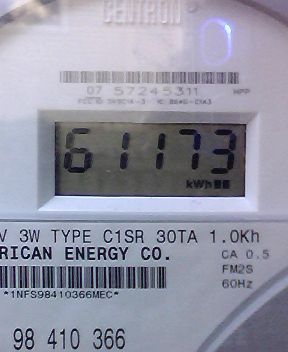 CENTRON
07 57245311
61173
kWh
V 3W TYPE C1SR 30TA 1.0Kh
RICAN ENERGY CO.
CA 0.5
FM2S
60Hz
*1NFS98410366MEC*
98 410 366